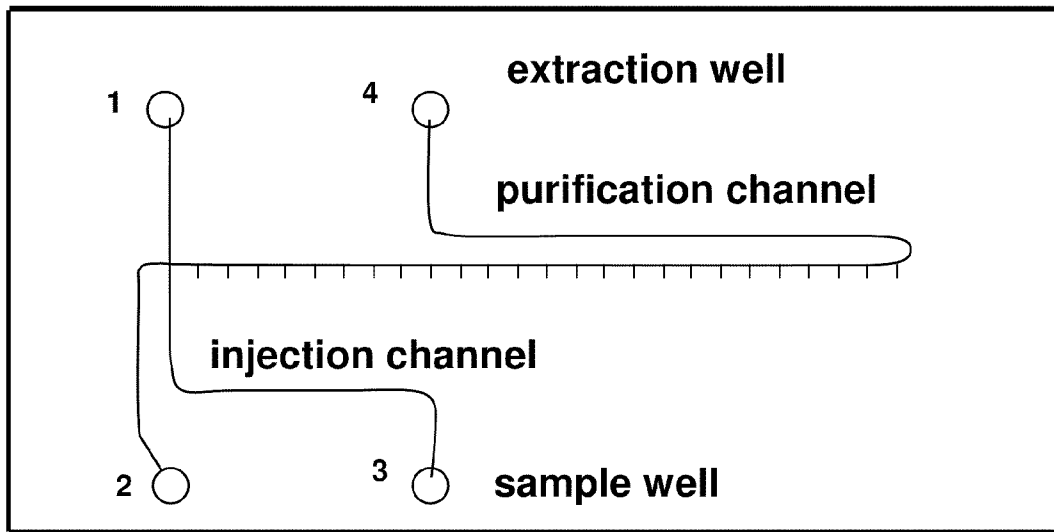 extraction well
1
4
purification channel
injection channel
2
3
sample well